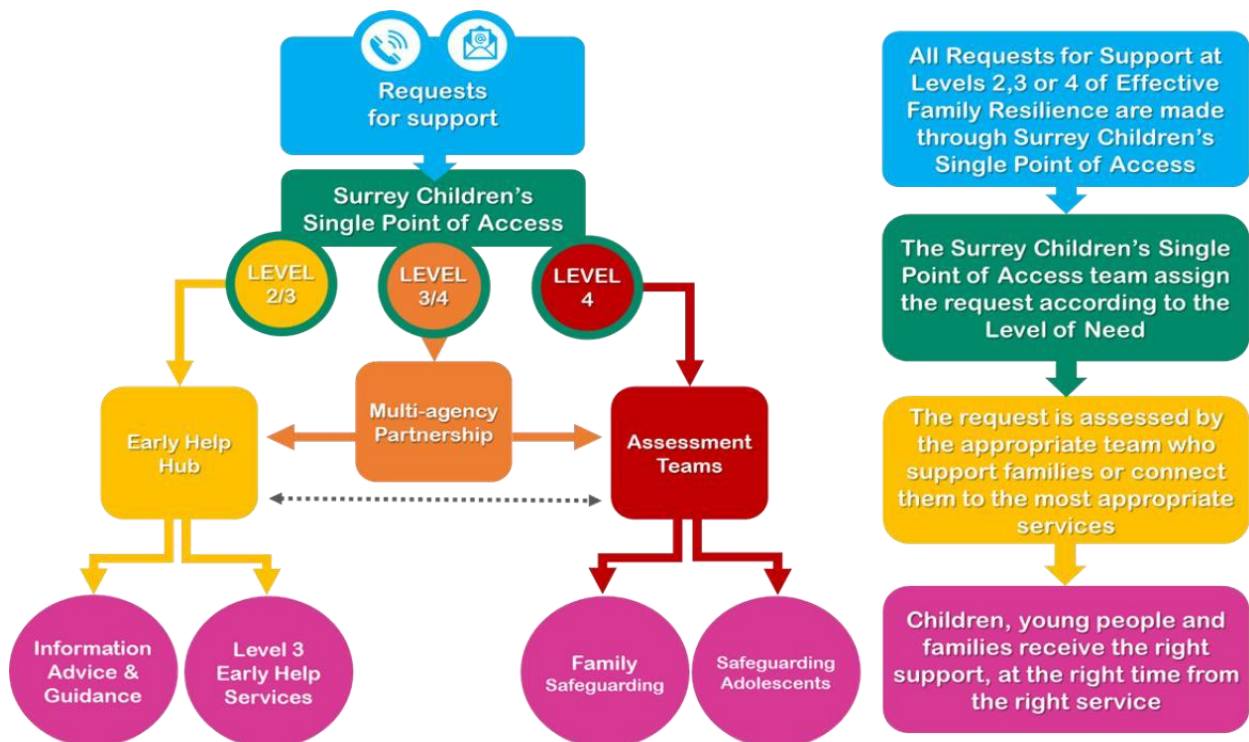 Requests
for support
Surrey Children's
Single Point of Access
LEVEL
2/3
LEVEL
3/4
LEVEL
4
Early Help
Hub
Multi-agency
Partnership
Assessment
Teams
Information
Advice &
Guidance
Level 3
Early Help
Services
Family
Safeguarding
Safeguarding
Adolescents
All Requests for Support at
Levels 2,3 or 4 of Effective
Family Resilience are made
through Surrey Children's
Single Point of Access
The Surrey Children's Single
Point of Access team assign
the request according to the
Level of Need
The request is assessed by
the appropriate team who
support families or connect
them to the most appropriate
services
Children, young people and
families receive the right
support, at the right time from
the right service